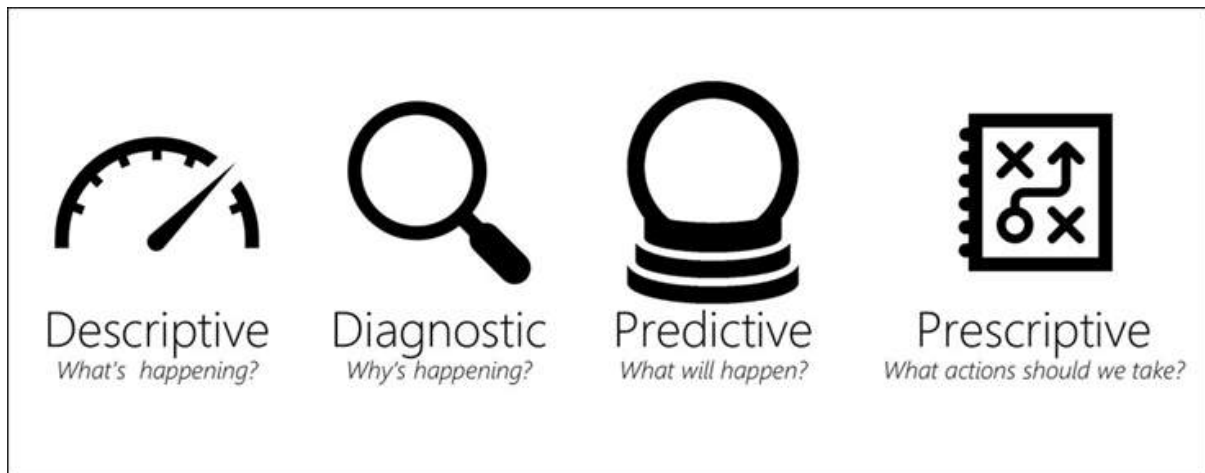 Descriptive
What's happening?
Diagnostic
Why's happening?
Predictive
What will happen?
Prescriptive
What actions should we take?